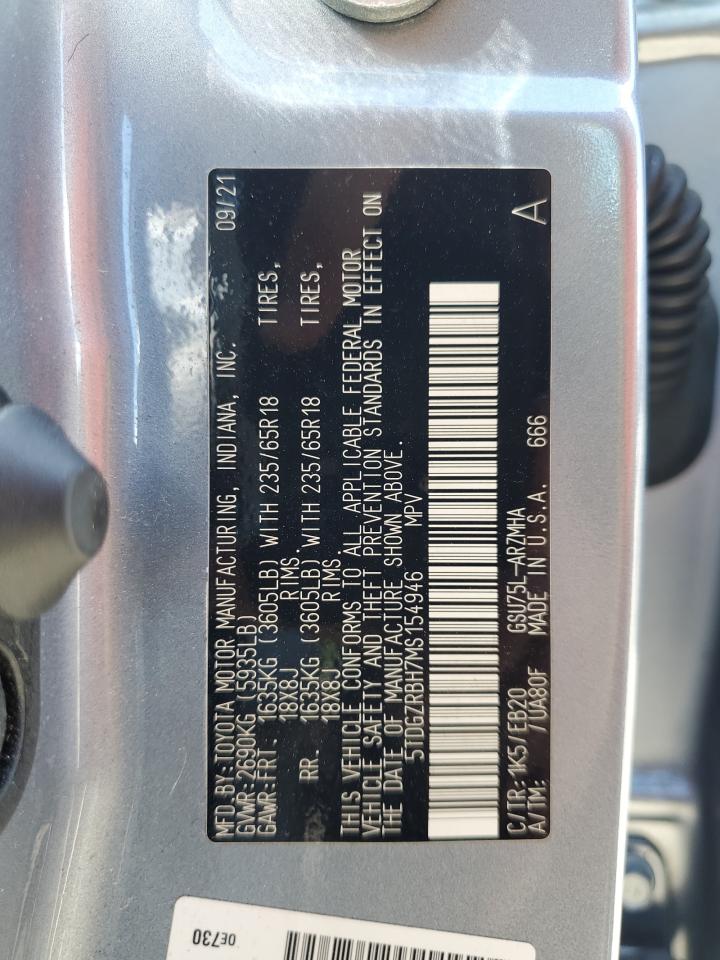 MFD.BY:TOYOTA MOTOR MANUFACTURING, INDIANA, INC. 09/21
GVWR:2690KG (5935LB)
GAWR:FRT. 1635KG (3605LB) WITH 235/65R18 TIRES,
18X8J RIMS.
RR. 1635KG (3605LB) WITH 235/65R18 TIRES,
18X8J RIMS.
THIS VEHICLE CONFORMS TO ALL APPLICABLE FEDERAL MOTOR
VEHICLE SAFETY AND THEFT PREVENTION STANDARDS IN EFFECT ON
THE DATE OF MANUFACTURE SHOWN ABOVE.
5TDGZRBH7MS154946 MPV
C/TR:1K5/EB20 GSU75L-ARZMHA A
A/TM: /UA80F MADE IN U.S.A. 666
0E730